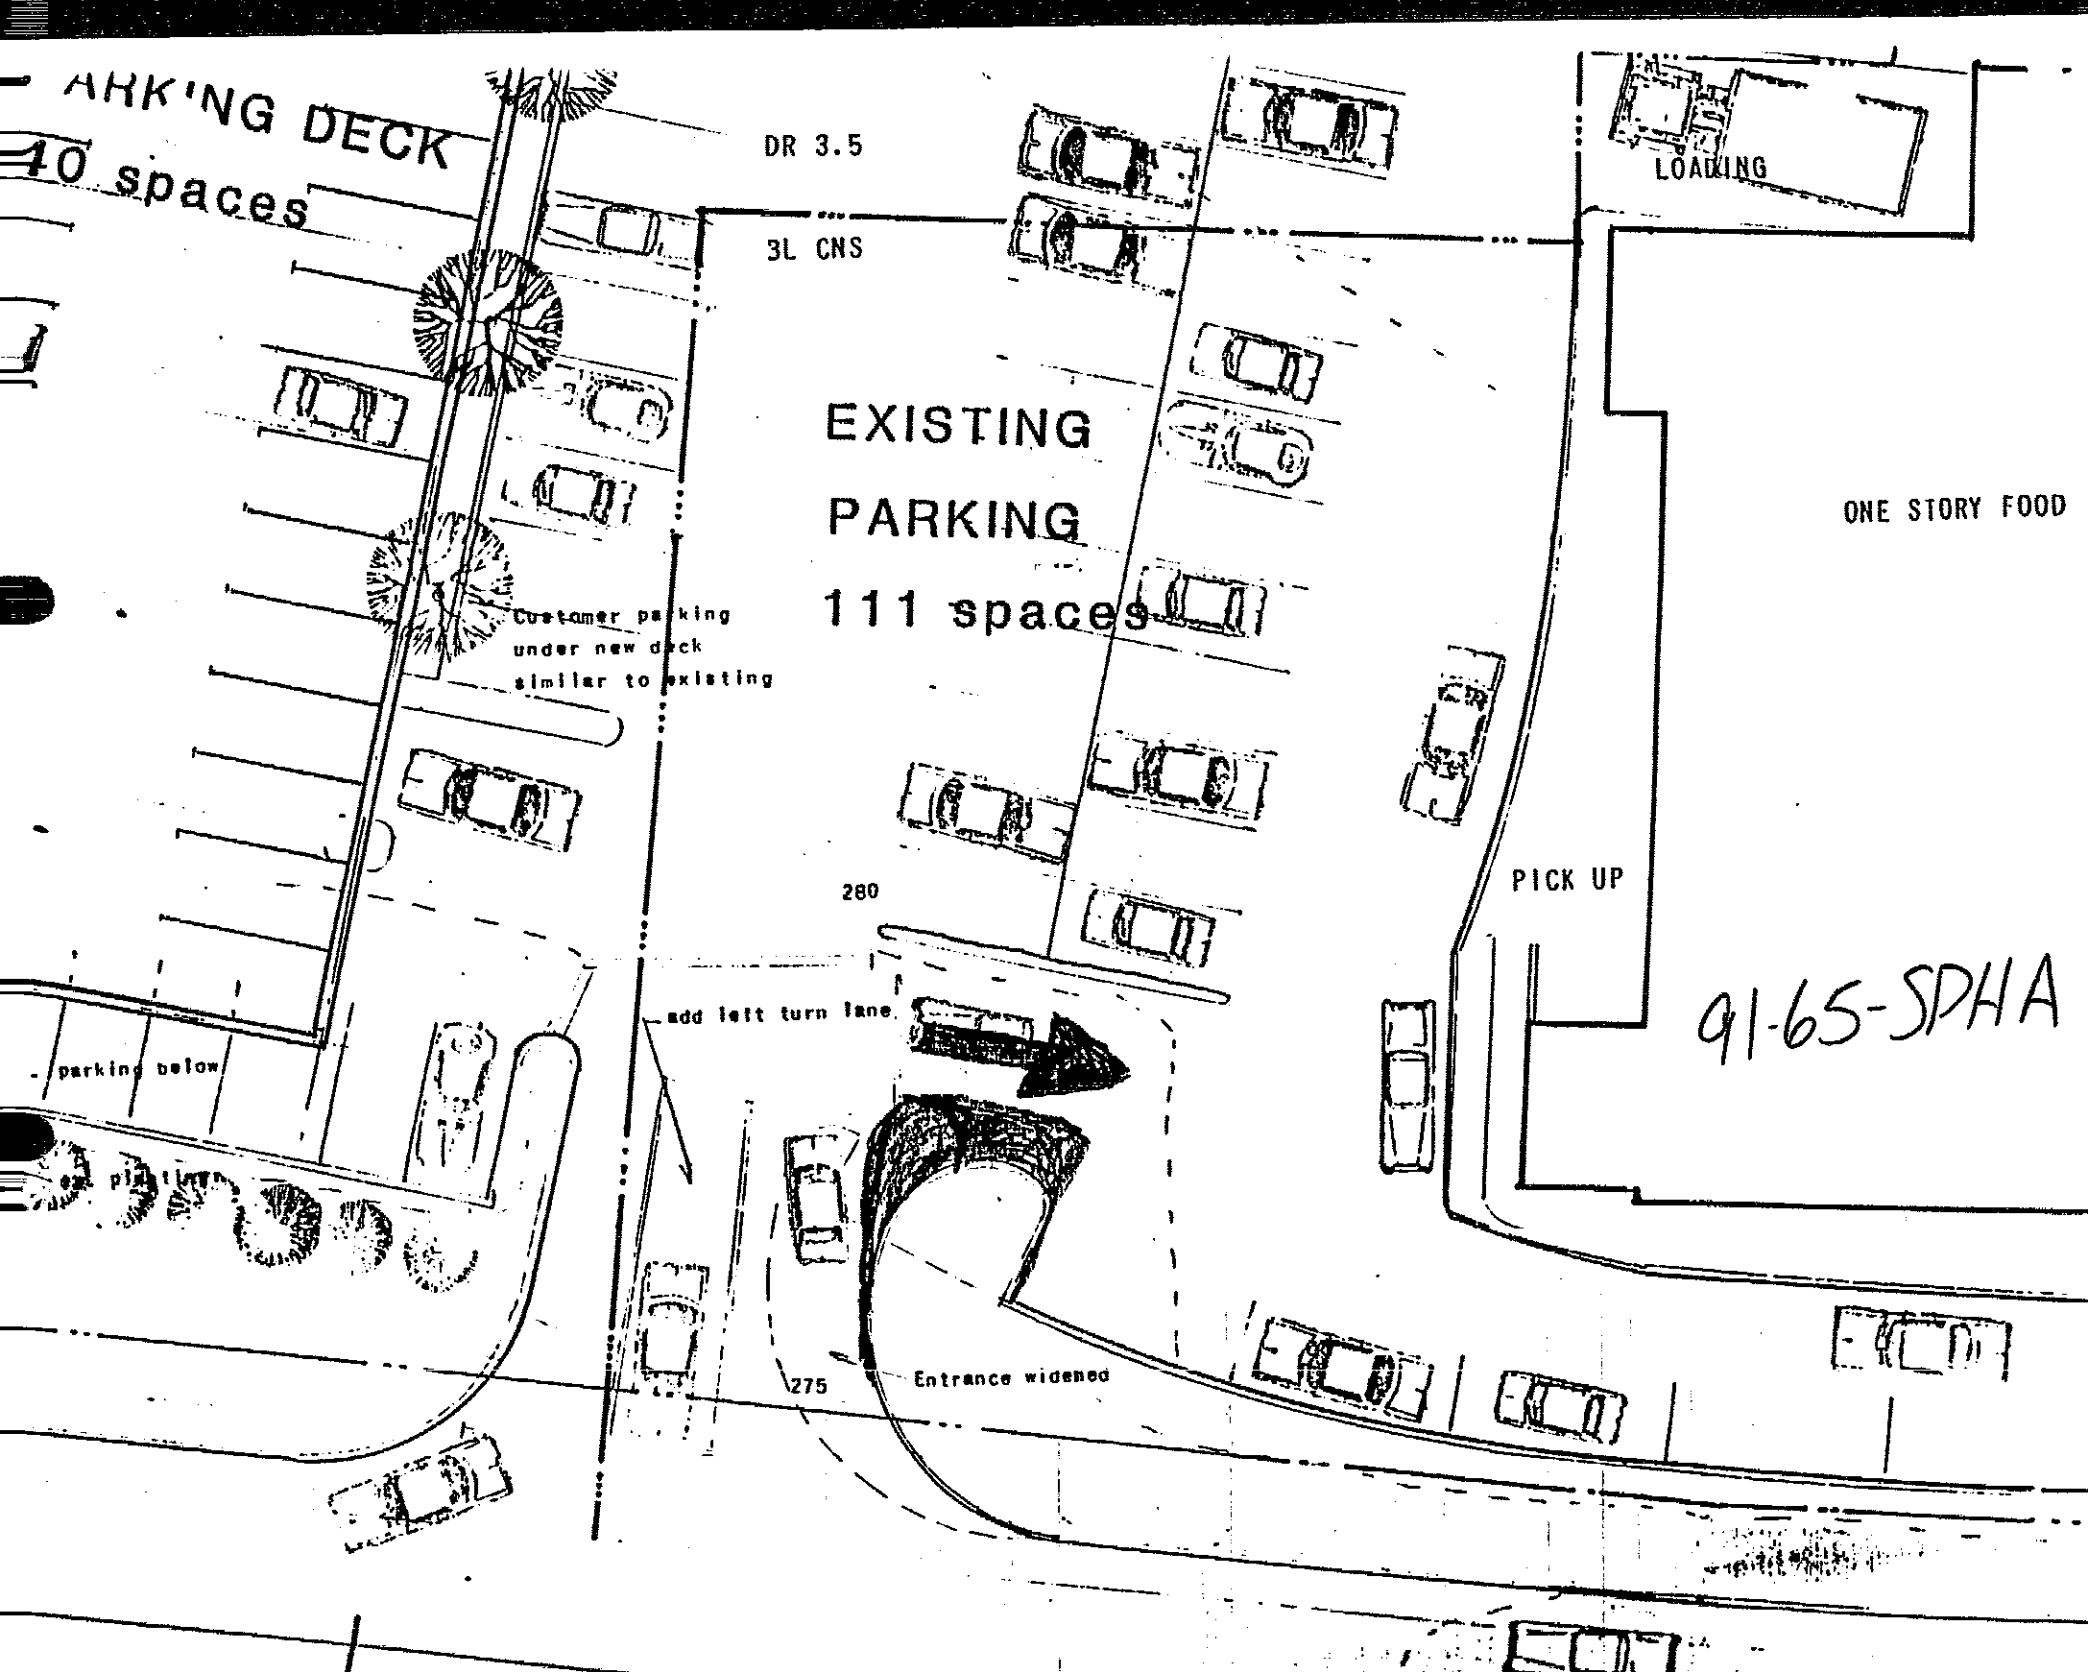 ARK'NG DECK
40 spaces
DR 3.5
3L CNS
LOADING
EXISTING
PARKING
111 spaces
ONE STORY FOOD
Customer parking
under new deck
similar to existing
PICK UP
280
91-65-SPHA
add left turn lane
parking below
275
Entrance widened